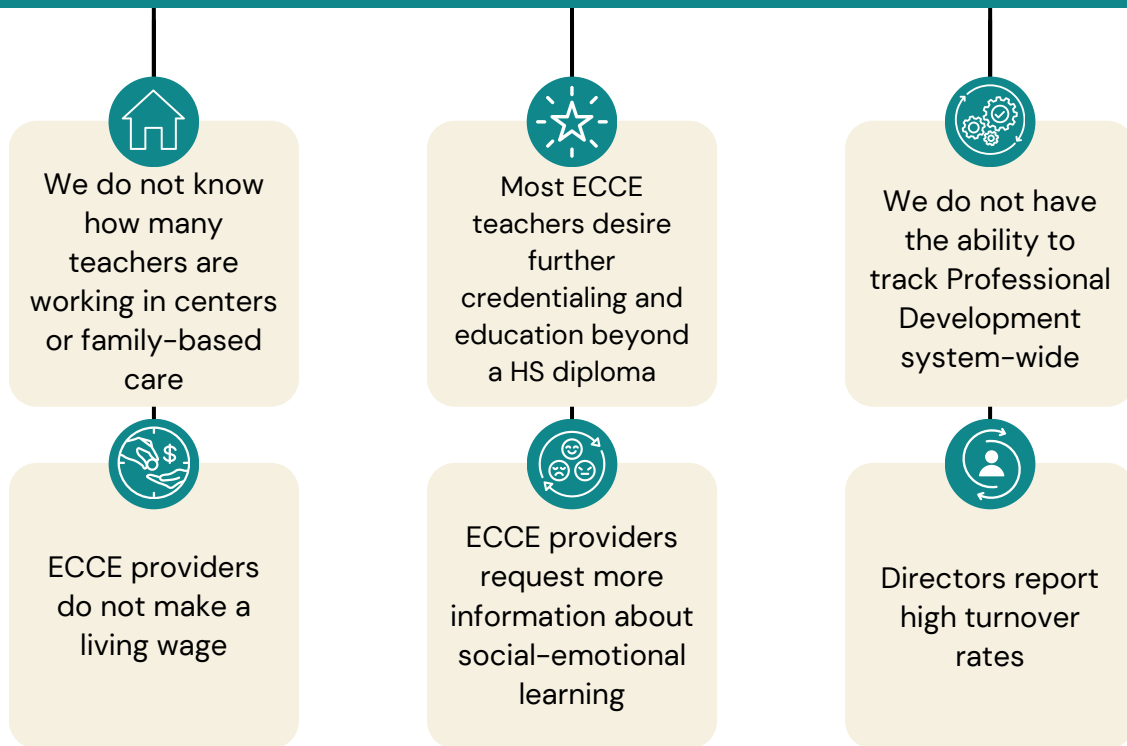 We do not know
how many
teachers are
working in centers
or family-based
care
Most ECCE
teachers desire
further
credentialing and
education beyond
a HS diploma
We do not have
the ability to
track Professional
Development
system-wide
$
ECCE providers
do not make a
living wage
ECCE providers
request more
information about
social-emotional
learning
Directors report
high turnover
rates